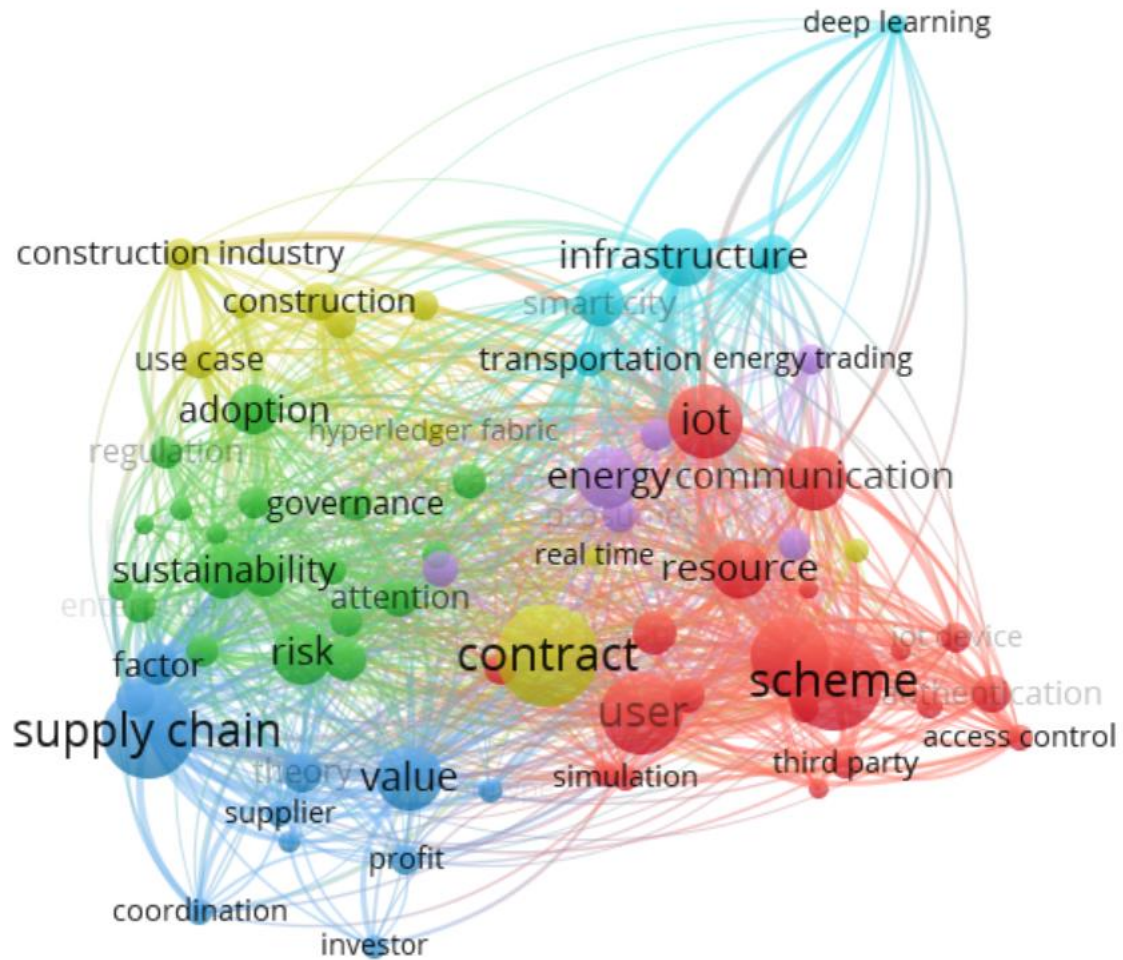 deep learning
construction industry
infrastructure
construction
smart city
use case
transportation
energy trading
adoption
iot
hyperledger fabric
regulation
energy
communication
governance
real time
resource
sustainability
attention
enterprise
iot device
risk
contract
factor
scheme
authentication
user
supply chain
access control
third party
theory
value
simulation
supplier
profit
coordination
investor